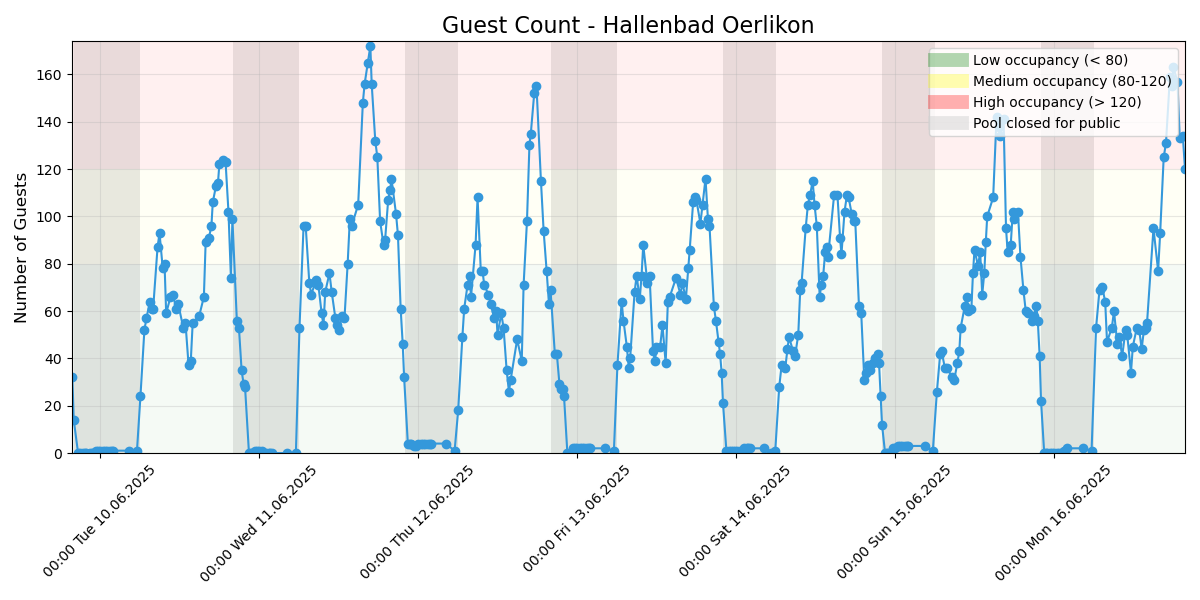 Guest Count - Hallenbad Oerlikon
Number of Guests
160
140
120
100
80
60
40
20
0
Low occupancy (< 80)
Medium occupancy (80-120)
High occupancy (> 120)
Pool closed for public
00:00 Tue 10.06.2025
00:00 Wed 11.06.2025
00:00 Thu 12.06.2025
00:00 Fri 13.06.2025
00:00 Sat 14.06.2025
00:00 Sun 15.06.2025
00:00 Mon 16.06.2025